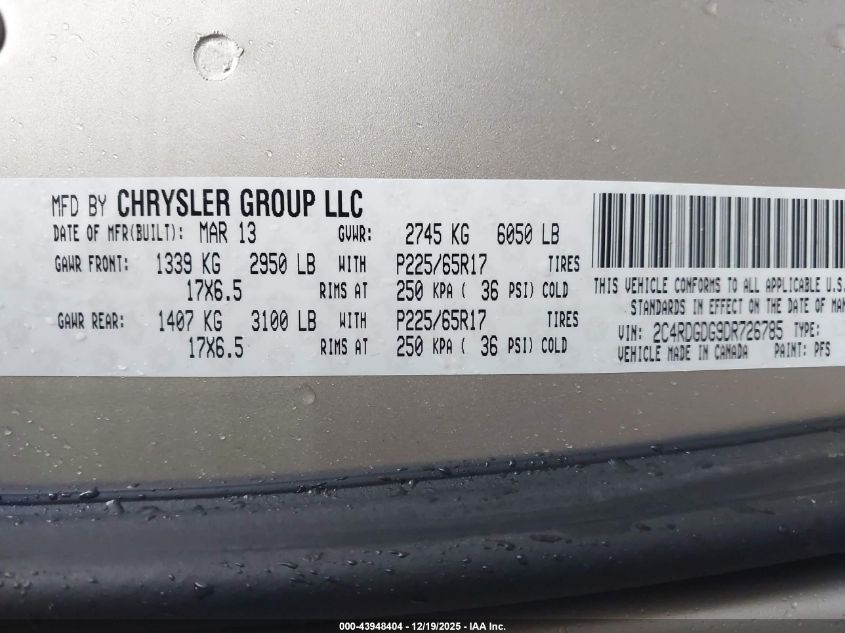 MFD BY CHRYSLER GROUP LLC
DATE OF MFR(BUILT): MAR 13 GVWR: 2745 KG 6050 LB
GAWR FRONT: 1339 KG 2950 LB WITH P225/65R17 TIRES
17X6.5 RIMS AT 250 KPA ( 36 PSI) COLD
GAWR REAR: 1407 KG 3100 LB WITH P225/65R17 TIRES
17X6.5 RIMS AT 250 KPA ( 36 PSI) COLD
THIS VEHICLE CONFORMS TO ALL APPLICABLE U.S.
STANDARDS IN EFFECT ON THE DATE OF MAN
VIN: 2C4RDGDG9DR726785 TYPE:
VEHICLE MADE IN CANADA PAINT: PFS
000-43948404 - 12/19/2025 - IAA Inc.